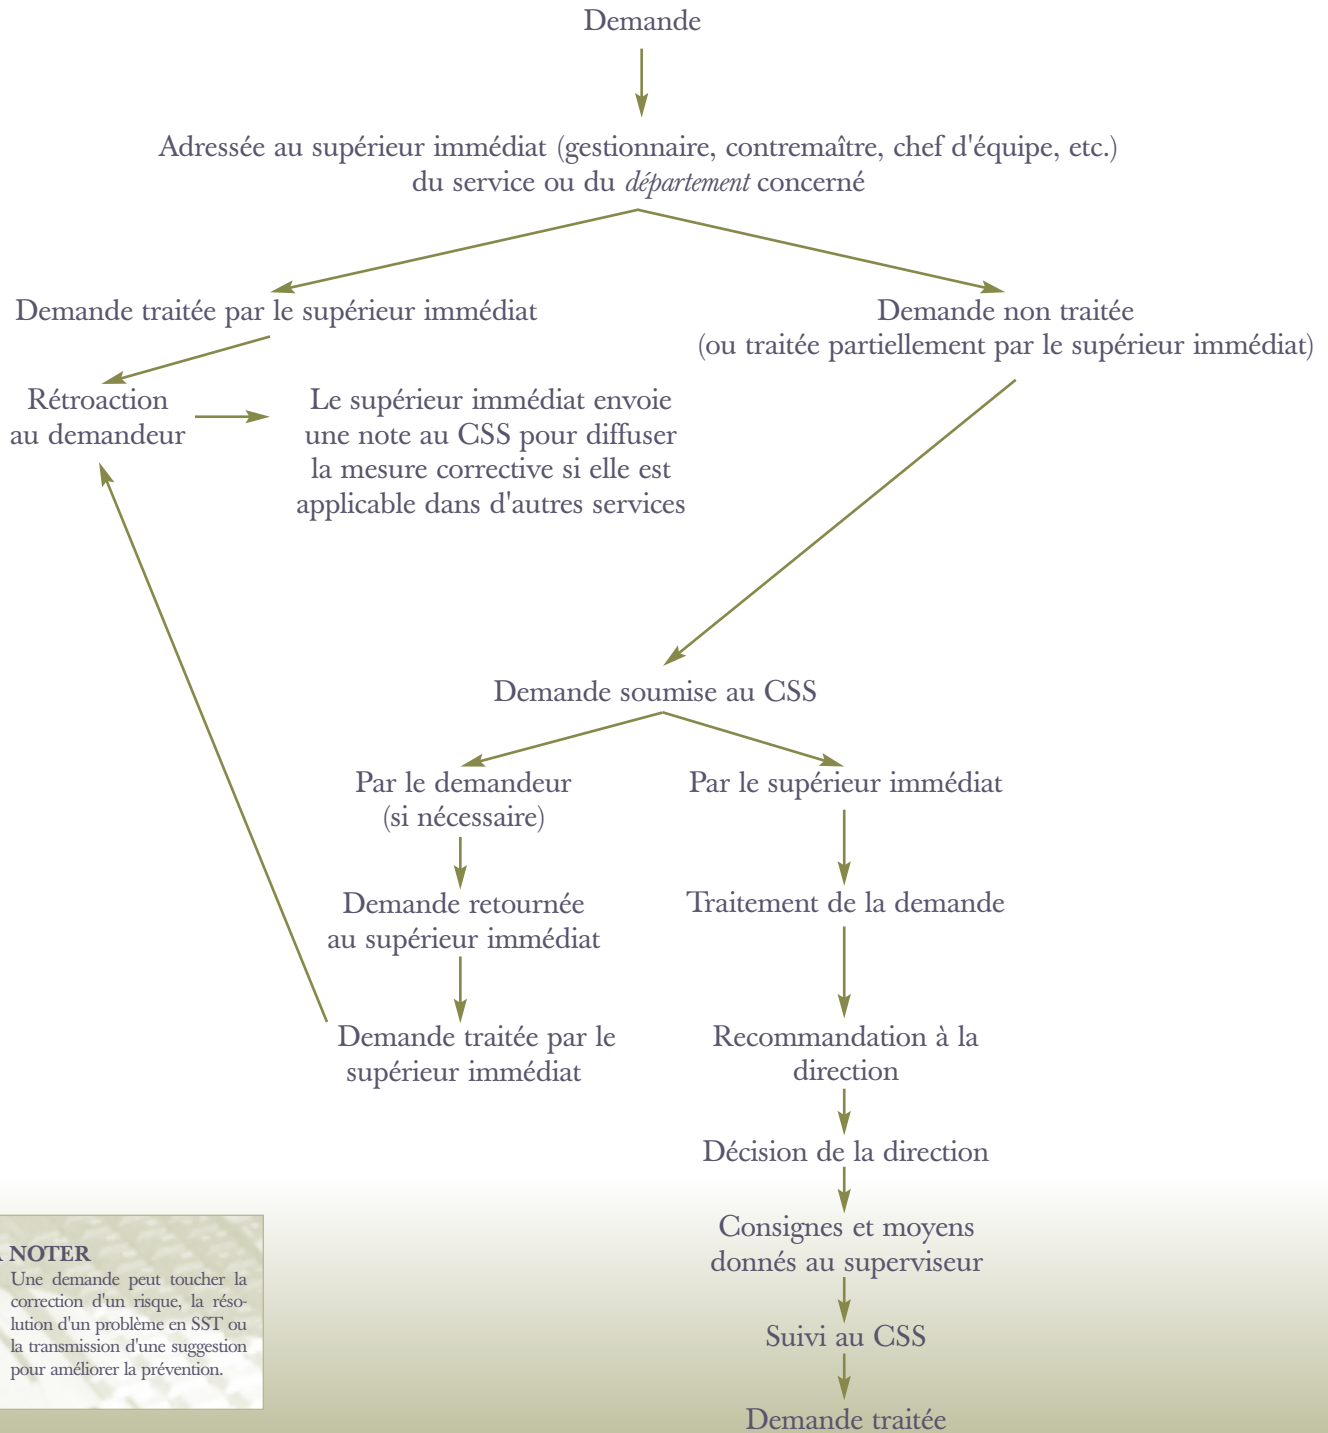 Demande
Adressée au supérieur immédiat (gestionnaire, contremaître, chef d'équipe, etc.)
du service ou du département concerné
Demande traitée par le supérieur immédiat
Demande non traitée
(ou traitée partiellement par le supérieur immédiat)
Rétroaction
au demandeur
Le supérieur immédiat envoie
une note au CSS pour diffuser
la mesure corrective si elle est
applicable dans d'autres services
Demande soumise au CSS
Par le demandeur
(si nécessaire)
Par le supérieur immédiat
Demande retournée
au supérieur immédiat
Traitement de la demande
Demande traitée par le
supérieur immédiat
Recommandation à la
direction
Décision de la direction
Consignes et moyens
donnés au superviseur
Suivi au CSS
Demande traitée
À NOTER
Une demande peut toucher la
correction d'un risque, la réso-
lution d'un problème en SST ou
la transmission d'une suggestion
pour améliorer la prévention.